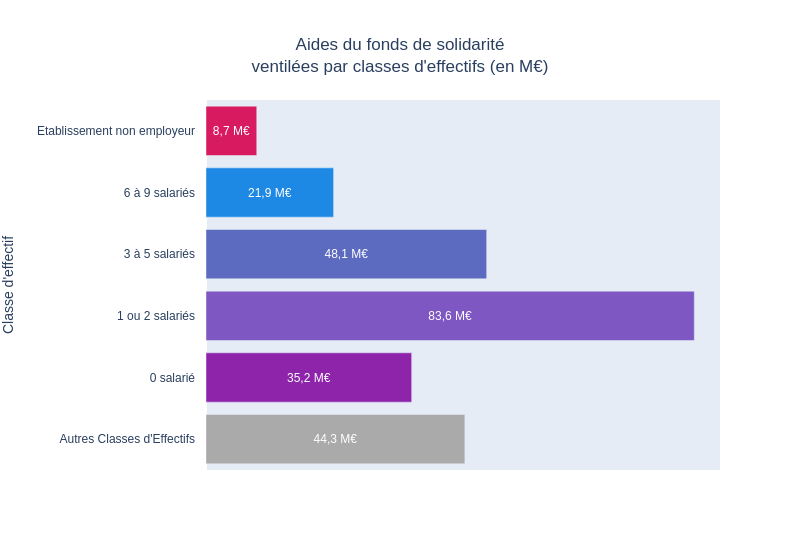 Aides du fonds de solidarité
ventilées par classes d'effectifs (en M€)
Classe d'effectif
Etablissement non employeur
8,7 M€
6 à 9 salariés
21,9 M€
3 à 5 salariés
48,1 M€
1 ou 2 salariés
83,6 M€
0 salarié
35,2 M€
Autres Classes d'Effectifs
44,3 M€